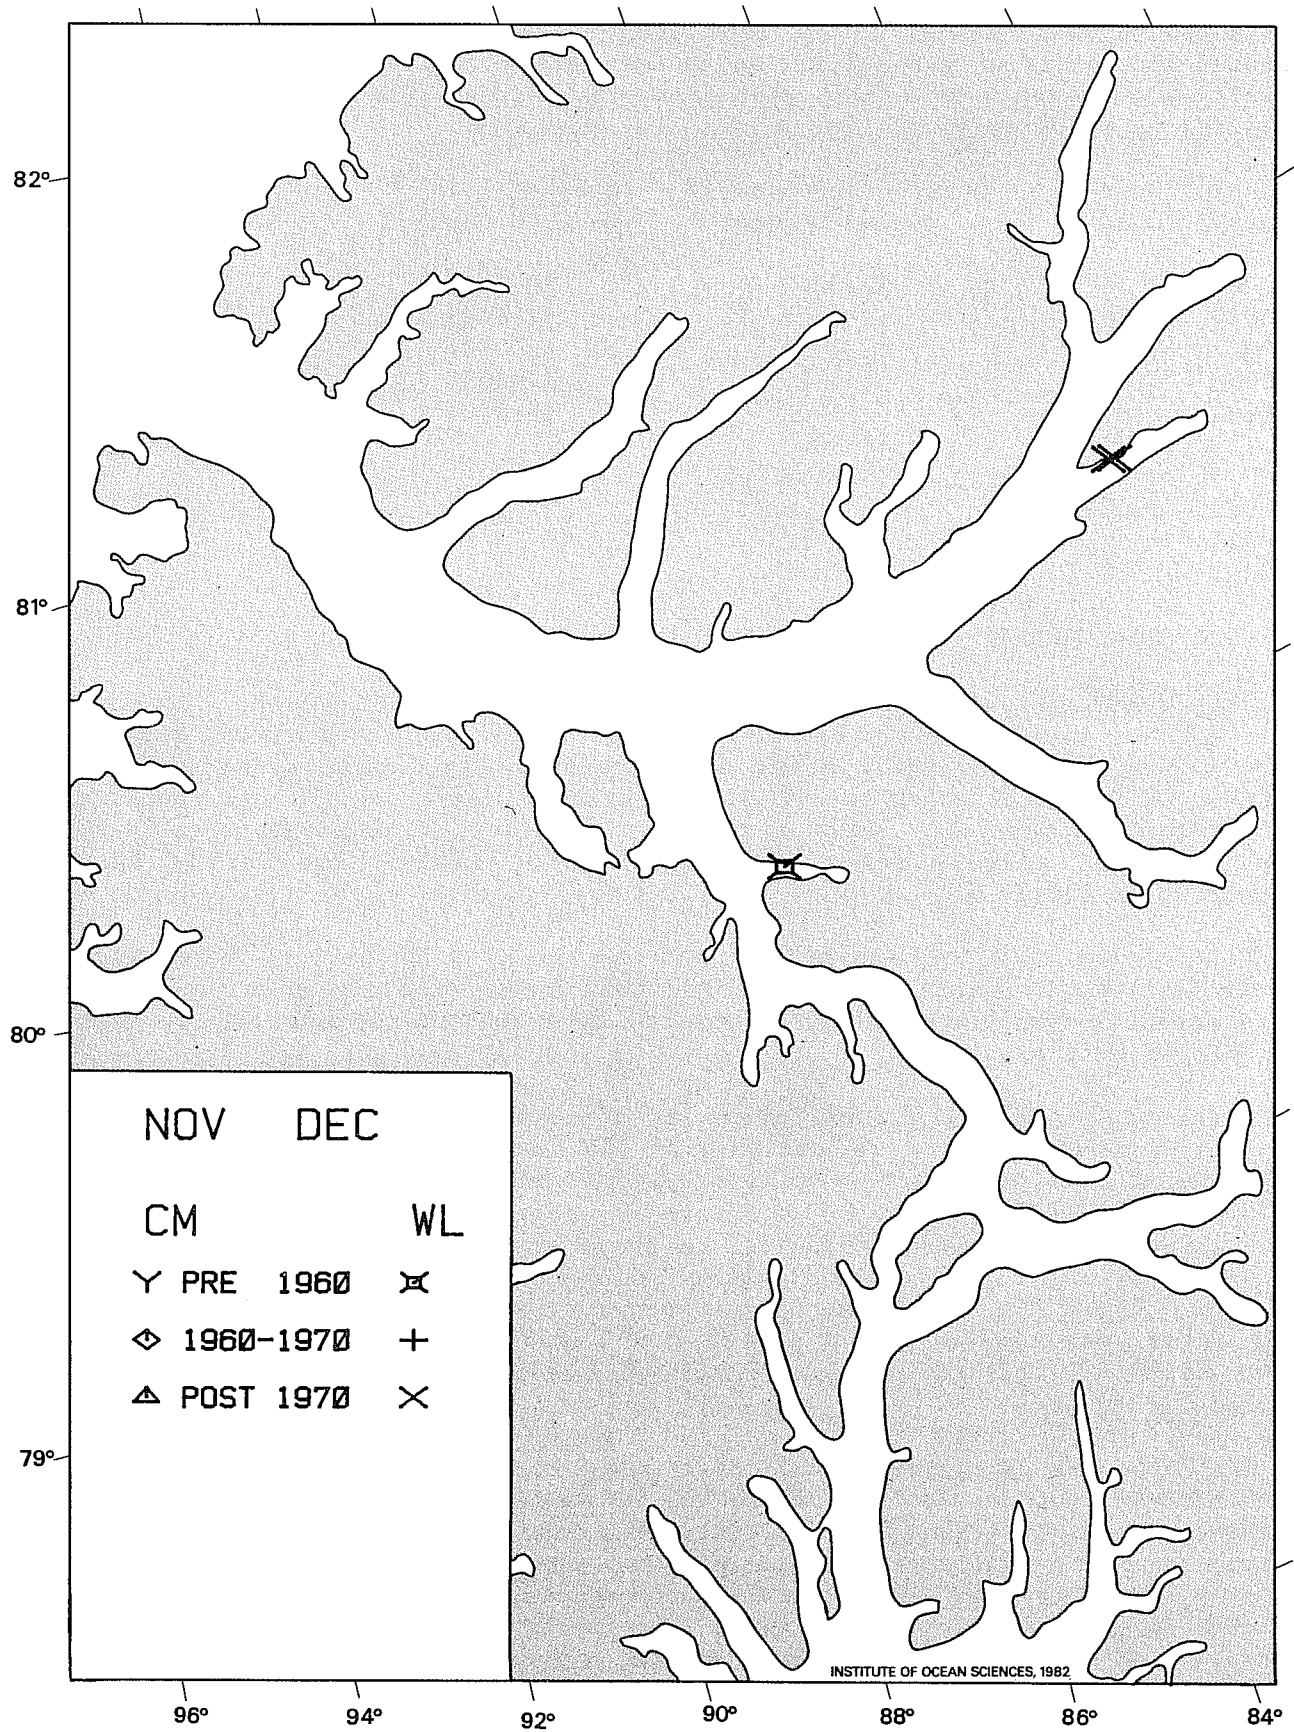 82°
81°
80°
NOV DEC
CM WL
PRE 1960
1960-1970
79°
POST 1970
INSTITUTE OF OCEAN SCIENCES, 1982
96° 94° 92° 90° 88° 86° 84°